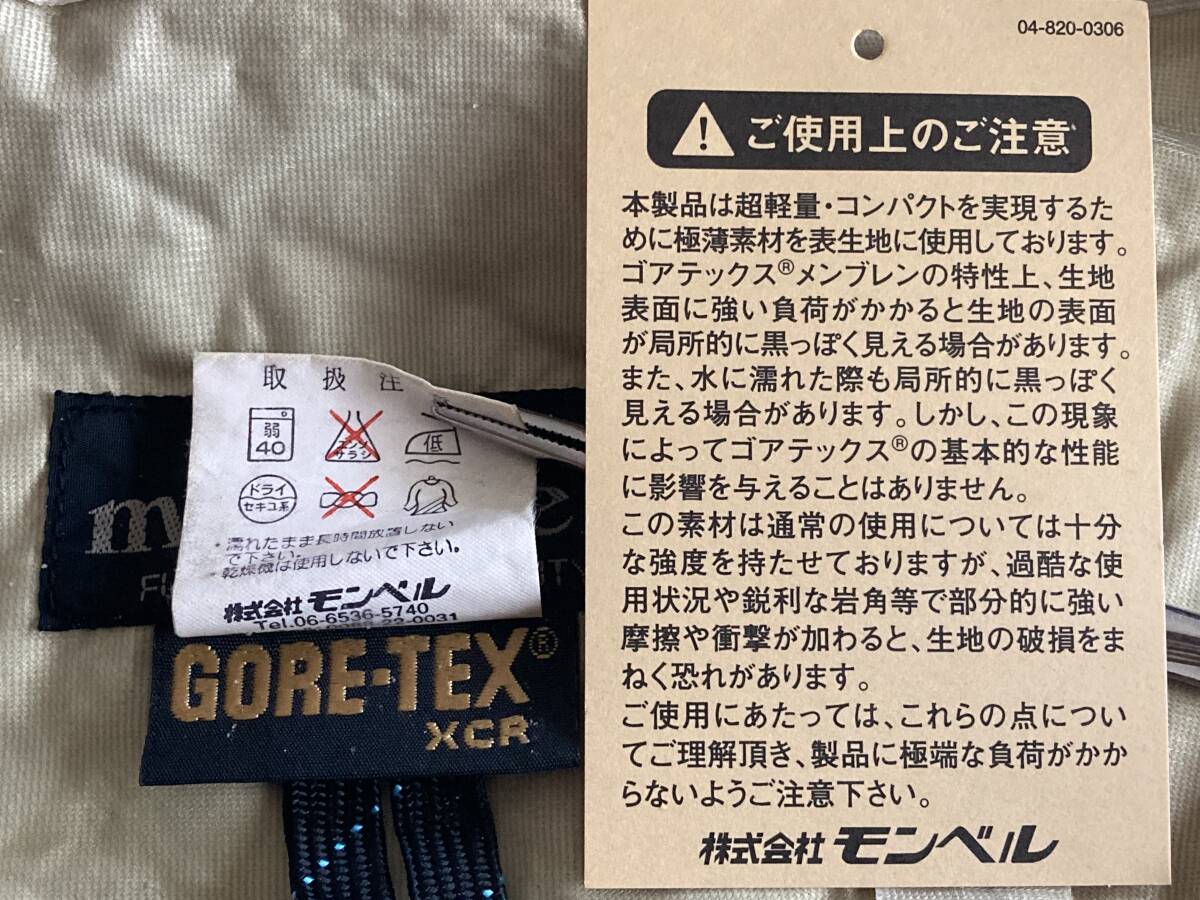 取扱注
弱
40
エンソ
サラシ
低
ドライ
セキユ系
・濡れたまま長時間放置しない
で下さい。
・乾燥機は使用しないで下さい。
株式会社 モンベル
Tel.06-6536-5740
22-0031
GORE-TEX®
XCR
04-820-0306
ご使用上のご注意
本製品は超軽量・コンパクトを実現するた
めに極薄素材を表生地に使用しております。
ゴアテックス®メンブレンの特性上、生地
表面に強い負荷がかかると生地の表面
が局所的に黒っぽく見える場合があります。
また、水に濡れた際も局所的に黒っぽく
見える場合があります。しかし、この現象
によってゴアテックス®の基本的な性能
に影響を与えることはありません。
この素材は通常の使用については十分
な強度を持たせておりますが、過酷な使
用状況や鋭利な岩角等で部分的に強い
摩擦や衝撃が加わると、生地の破損をま
ねく恐れがあります。
ご使用にあたっては、これらの点につい
てご理解頂き、製品に極端な負荷がかか
らないようご注意下さい。
株式会社 モンベル